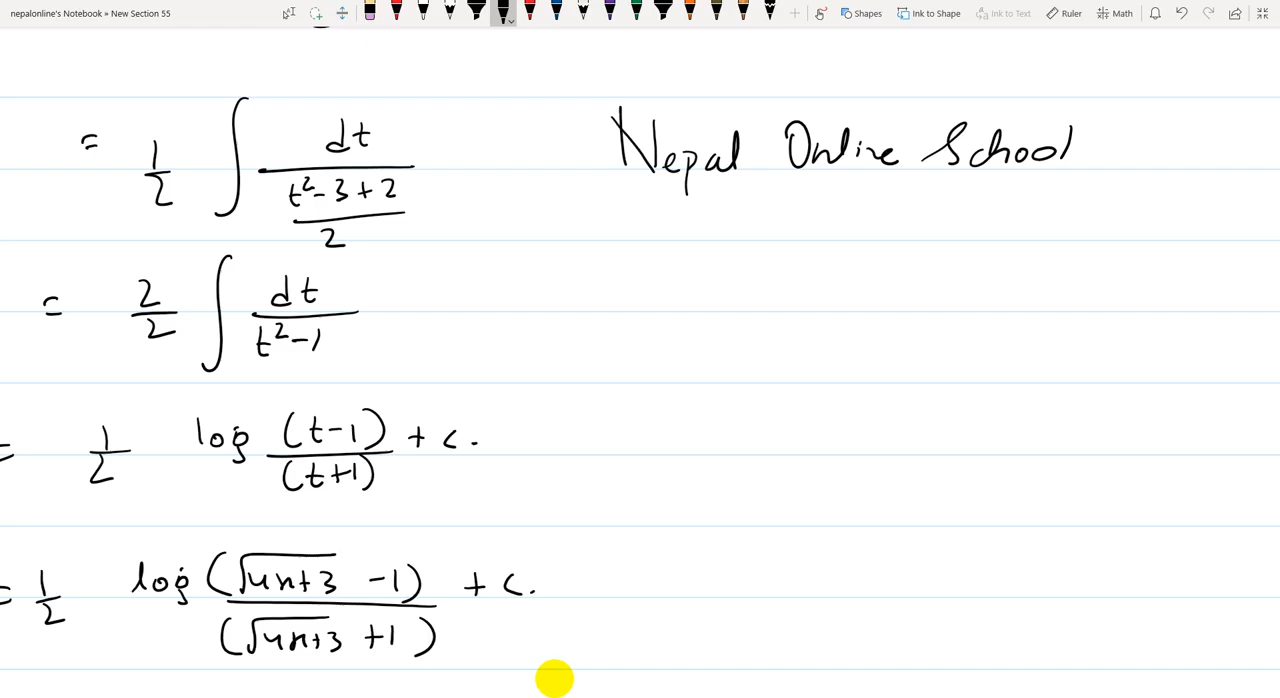 nepalonline's Notebook » New Section 55
Shapes Ink to Shape Ink to Text Ruler Math
= 1/2 ∫ dt / ((t² - 3 + 2)/2)
Nepal Online School
= 2/2 ∫ dt / (t² - 1)
= 1/2 log (t-1)/(t+1) + c.
= 1/2 log (√4x+3 - 1)/(√4x+3 + 1) + c.